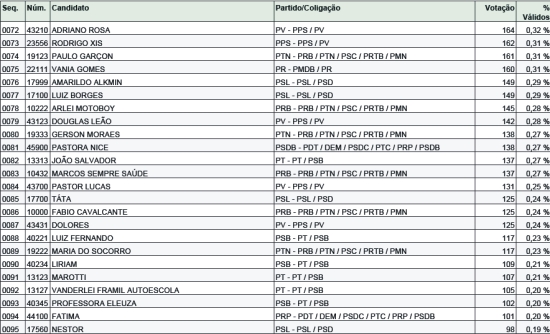 Seq. Núm. Candidato Partido/Coligação Votação % Válidos
0072 43210 ADRIANO ROSA PV - PPS / PV 164 0,32 %
0073 23556 RODRIGO XIS PPS - PPS / PV 162 0,31 %
0074 19123 PAULO GARÇON PTN - PRB / PTN / PSC / PRTB / PMN 161 0,31 %
0075 22111 VANIA GOMES PR - PMDB / PR 160 0,31 %
0076 17999 AMARILDO ALKMIN PSL - PSL / PSD 149 0,29 %
0077 17100 LUIZ BORGES PSL - PSL / PSD 149 0,29 %
0078 10222 ARLEI MOTOBOY PRB - PRB / PTN / PSC / PRTB / PMN 145 0,28 %
0079 43123 DOUGLAS LEÃO PV - PPS / PV 142 0,28 %
0080 19333 GERSON MORAES PTN - PRB / PTN / PSC / PRTB / PMN 138 0,27 %
0081 45900 PASTORA NICE PSDB - PDT / DEM / PSDC / PTC / PRP / PSDB 138 0,27 %
0082 13313 JOÃO SALVADOR PT - PT / PSB 137 0,27 %
0083 10432 MARCOS SEMPRE SAÚDE PRB - PRB / PTN / PSC / PRTB / PMN 137 0,27 %
0084 43700 PASTOR LUCAS PV - PPS / PV 131 0,25 %
0085 17700 TÁTA PSL - PSL / PSD 125 0,24 %
0086 10000 FABIO CAVALCANTE PRB - PRB / PTN / PSC / PRTB / PMN 125 0,24 %
0087 43431 DOLORES PV - PPS / PV 125 0,24 %
0088 40221 LUIZ FERNANDO PSB - PT / PSB 117 0,23 %
0089 19222 MARIA DO SOCORRO PTN - PRB / PTN / PSC / PRTB / PMN 117 0,23 %
0090 40234 LIRIAM PSB - PT / PSB 109 0,21 %
0091 13123 MAROTTI PT - PT / PSB 107 0,21 %
0092 13127 VANDERLEI FRAMIL AUTOESCOLA PT - PT / PSB 105 0,20 %
0093 40345 PROFESSORA ELEUZA PSB - PT / PSB 102 0,20 %
0094 44100 FATIMA PRP - PDT / DEM / PSDC / PTC / PRP / PSDB 101 0,20 %
0095 17560 NESTOR PSL - PSL / PSD 98 0,19 %